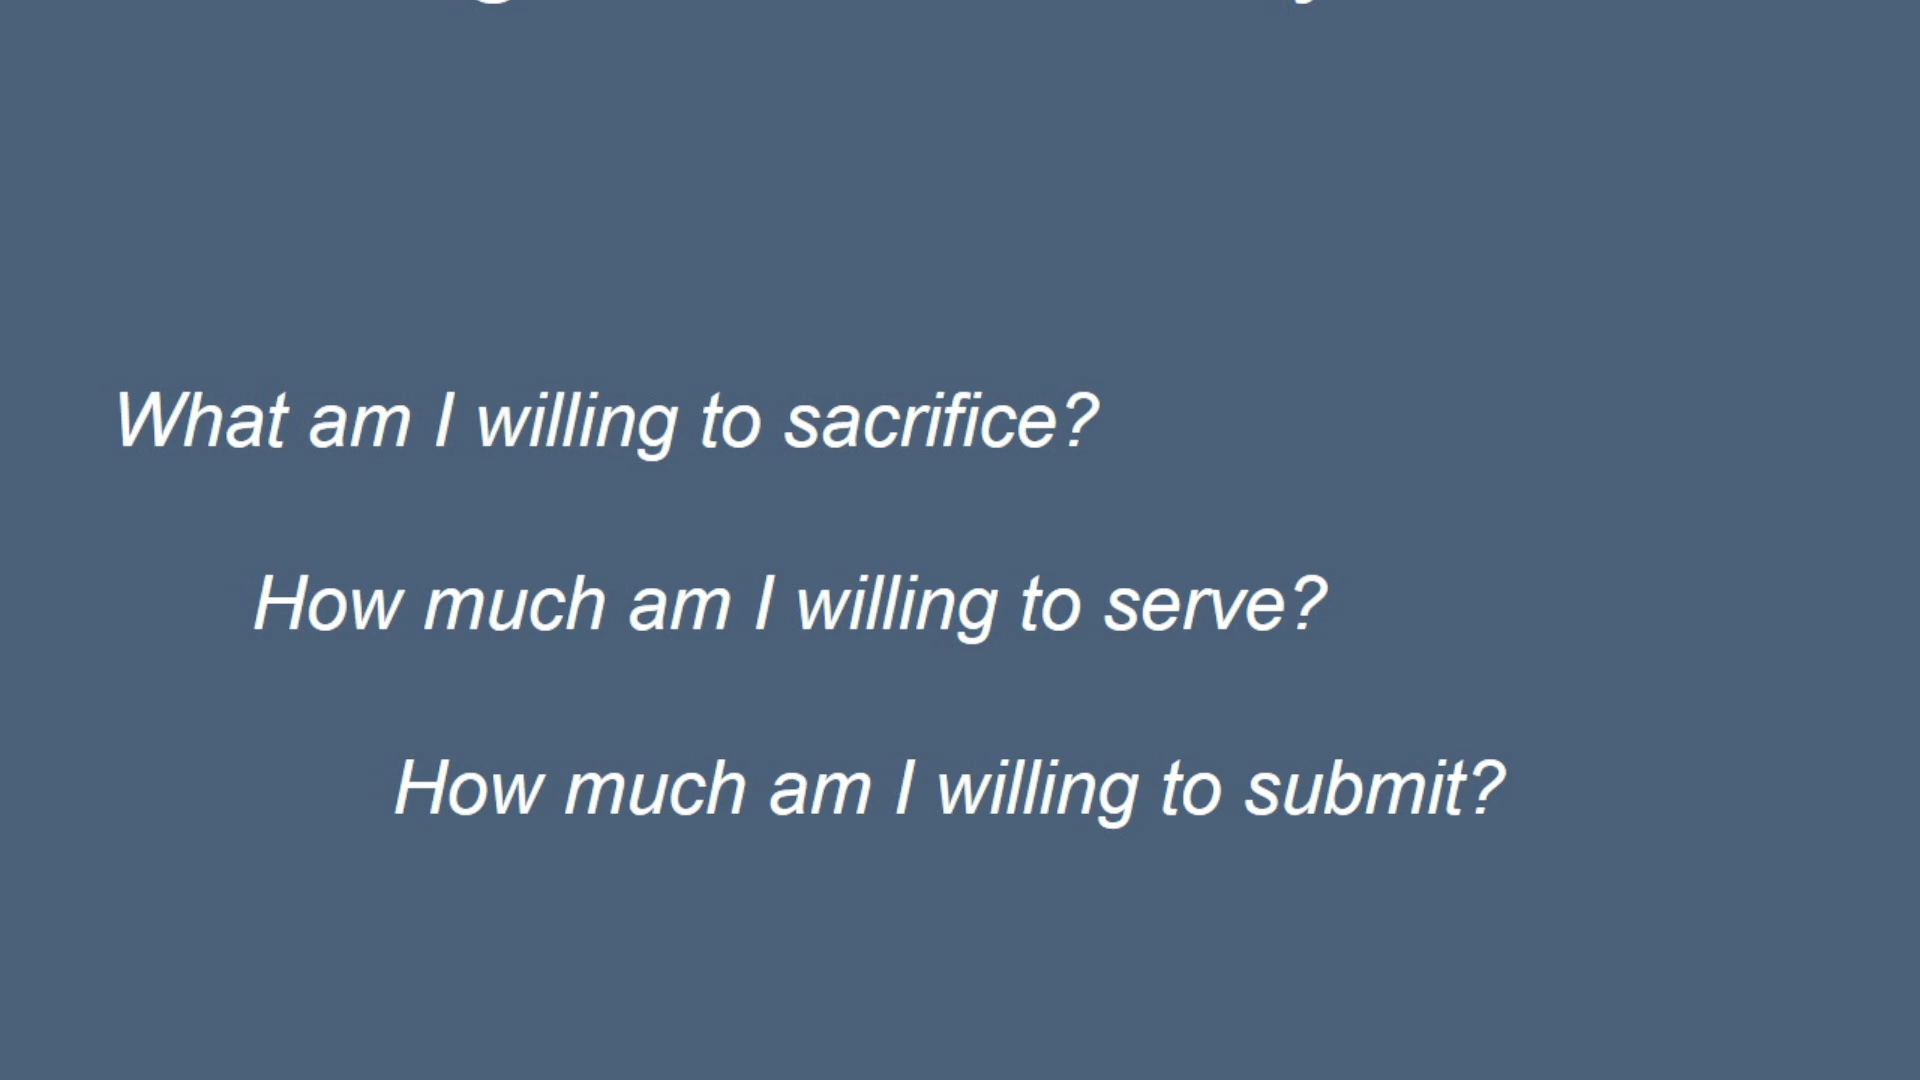 What am I willing to sacrifice?
How much am I willing to serve?
How much am I willing to submit?